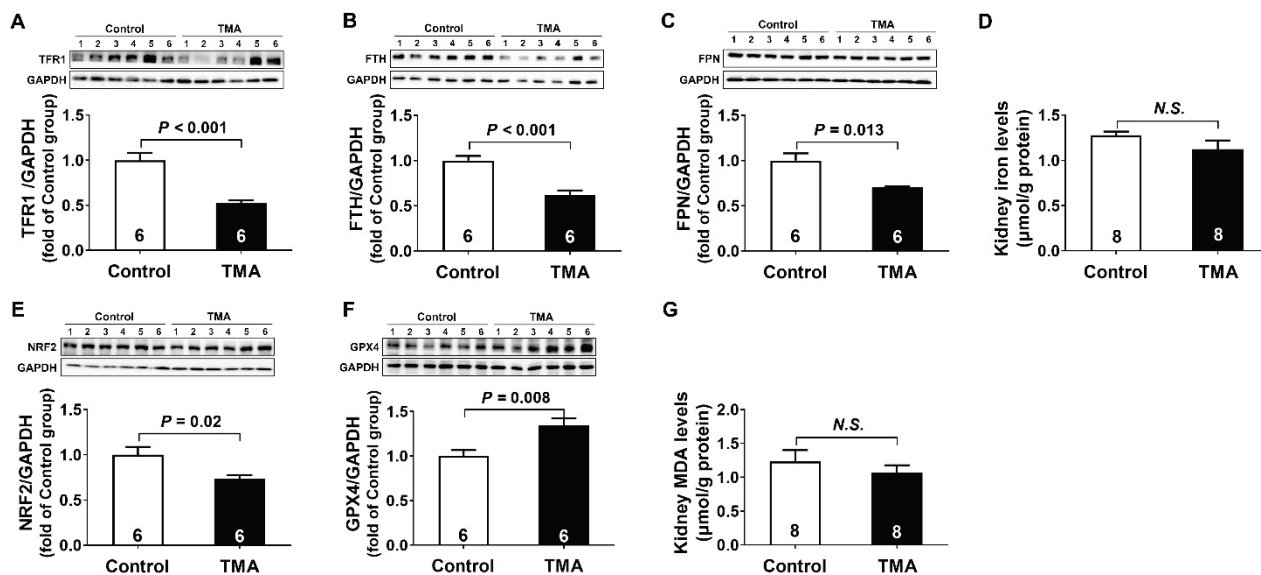 A
Control TMA
1 2 3 4 5 6 1 2 3 4 5 6
TFR1
GAPDH
TFR1 /GAPDH
(fold of Control group)
1.5
1.0
0.5
0.0
P < 0.001
6 6
Control TMA
B
Control TMA
1 2 3 4 5 6 1 2 3 4 5 6
FTH
GAPDH
FTH/GAPDH
(fold of Control group)
1.5
1.0
0.5
0.0
P < 0.001
6 6
Control TMA
C
Control TMA
1 2 3 4 5 6 1 2 3 4 5 6
FPN
GAPDH
FPN/GAPDH
(fold of Control group)
1.5
1.0
0.5
0.0
P = 0.013
6 6
Control TMA
D
Kidney iron levels
(μmol/g protein)
1.5
1.0
0.5
0.0
N.S.
8 8
Control TMA
E
Control TMA
1 2 3 4 5 6 1 2 3 4 5 6
NRF2
GAPDH
NRF2/GAPDH
(fold of Control group)
1.5
1.0
0.5
0.0
P = 0.02
6 6
Control TMA
F
Control TMA
1 2 3 4 5 6 1 2 3 4 5 6
GPX4
GAPDH
GPX4/GAPDH
(fold of Control group)
1.5
1.0
0.5
0.0
P = 0.008
6 6
Control TMA
G
Kidney MDA levels
(μmol/g protein)
2.0
1.5
1.0
0.5
0.0
N.S.
8 8
Control TMA